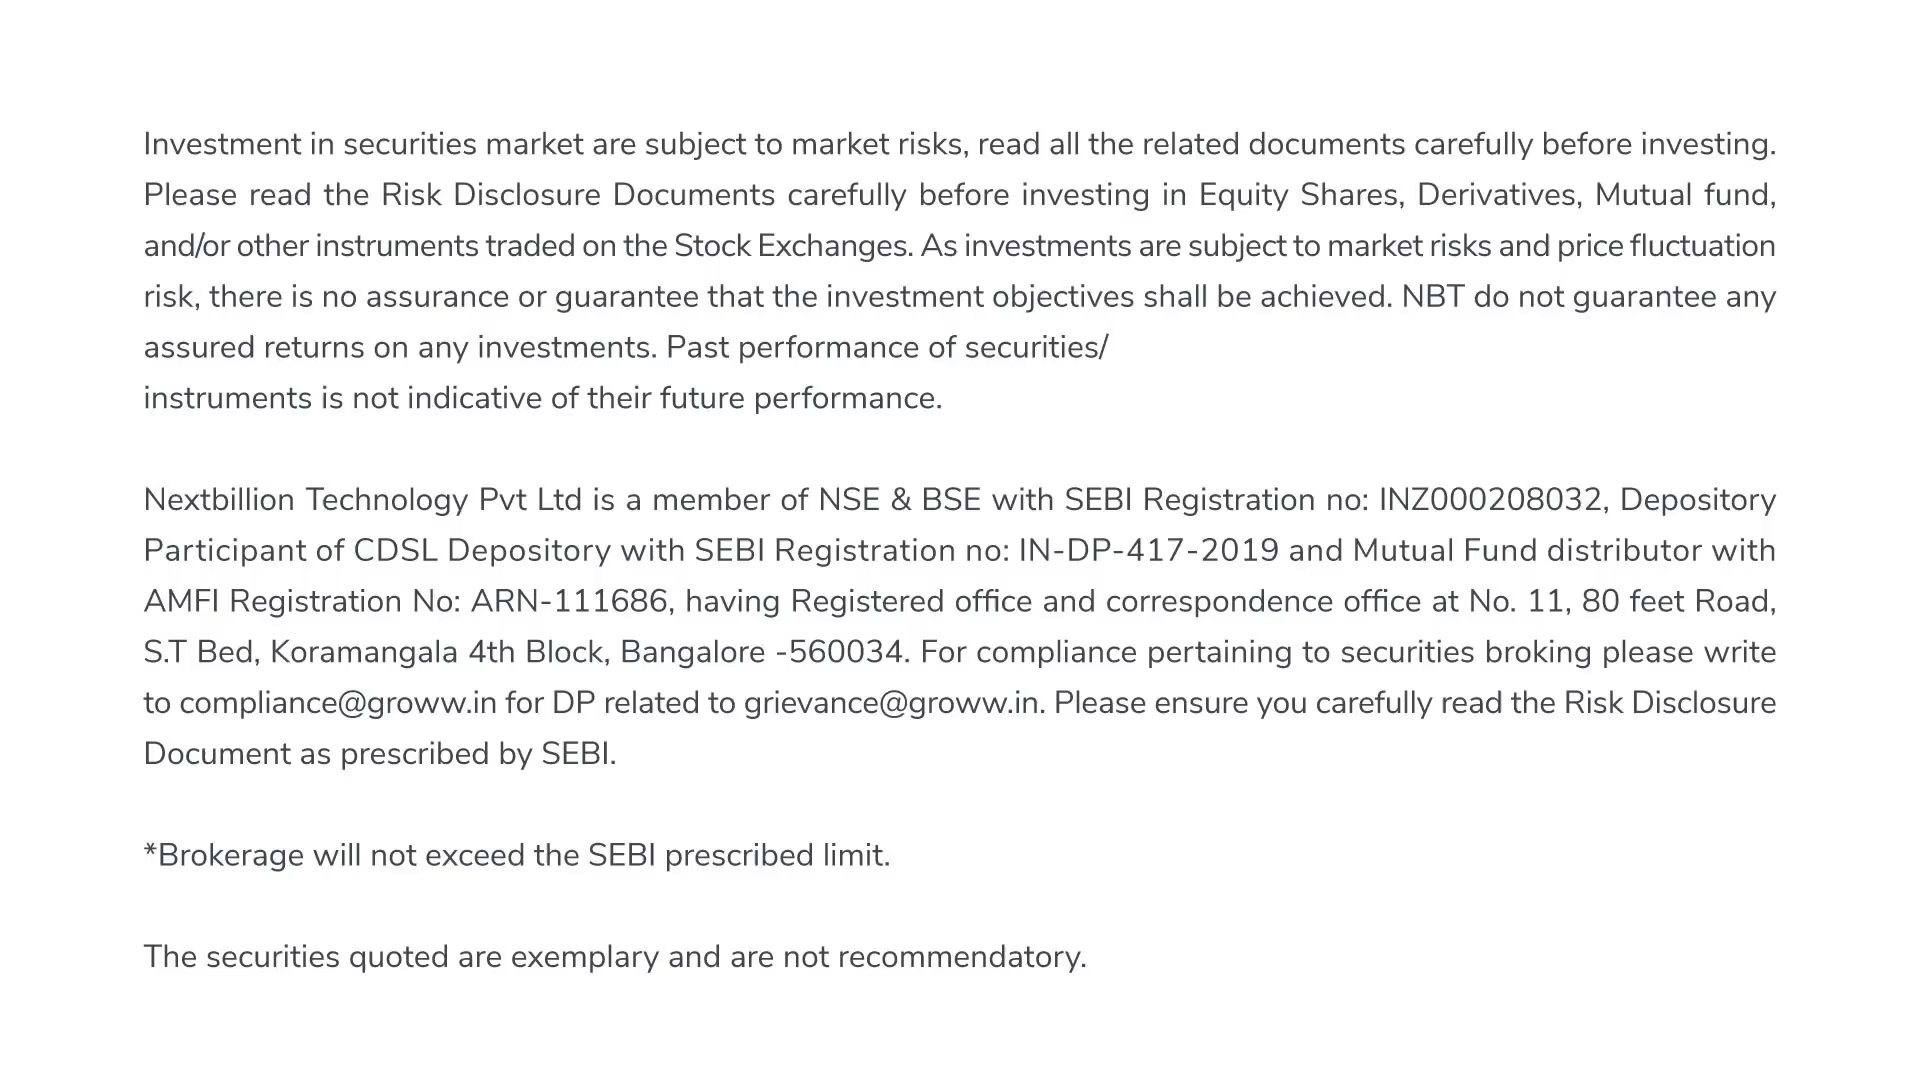 Investment in securities market are subject to market risks, read all the related documents carefully before investing.
Please read the Risk Disclosure Documents carefully before investing in Equity Shares, Derivatives, Mutual fund,
and/or other instruments traded on the Stock Exchanges. As investments are subject to market risks and price fluctuation
risk, there is no assurance or guarantee that the investment objectives shall be achieved. NBT do not guarantee any
assured returns on any investments. Past performance of securities/
instruments is not indicative of their future performance.
Nextbillion Technology Pvt Ltd is a member of NSE & BSE with SEBI Registration no: INZ000208032, Depository
Participant of CDSL Depository with SEBI Registration no: IN-DP-417-2019 and Mutual Fund distributor with
AMFI Registration No: ARN-111686, having Registered office and correspondence office at No. 11, 80 feet Road,
S.T Bed, Koramangala 4th Block, Bangalore -560034. For compliance pertaining to securities broking please write
to compliance@groww.in for DP related to grievance@groww.in. Please ensure you carefully read the Risk Disclosure
Document as prescribed by SEBI.
*Brokerage will not exceed the SEBI prescribed limit.
The securities quoted are exemplary and are not recommendatory.